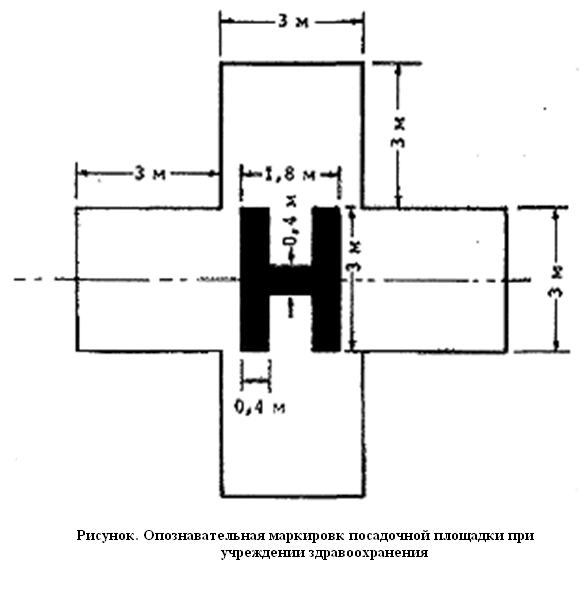 3 м
3 м
3 м
1,8 м
0,4 м
3 м
3 м
0,4 м
Рисунок. Опознавательная маркировк посадочной площадки при
учреждении здравоохранения